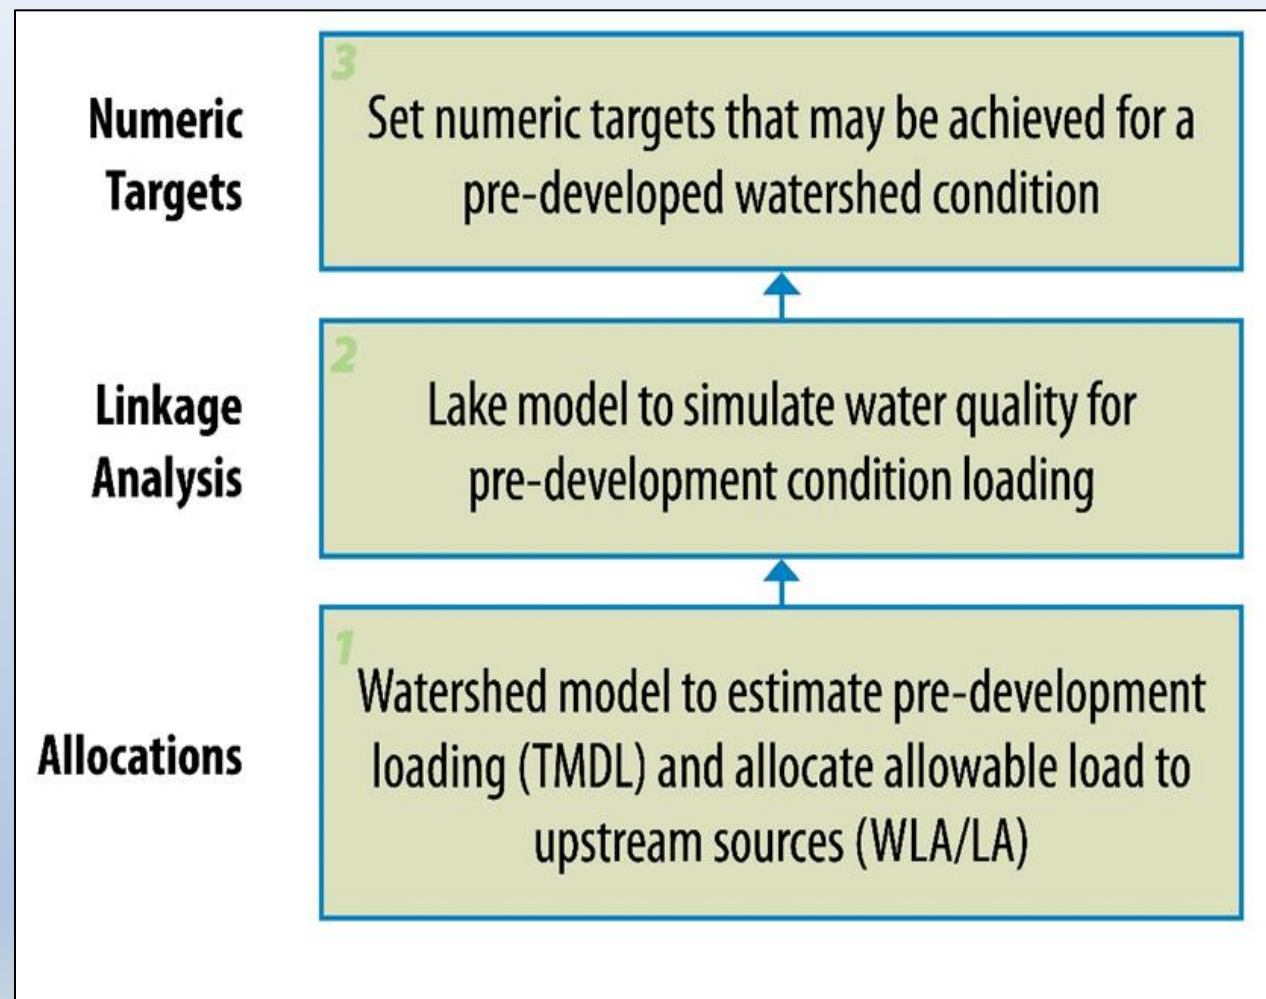 Numeric
Targets
3
Set numeric targets that may be achieved for a
pre-developed watershed condition
Linkage
Analysis
2
Lake model to simulate water quality for
pre-development condition loading
Allocations
1
Watershed model to estimate pre-development
loading (TMDL) and allocate allowable load to
upstream sources (WLA/LA)